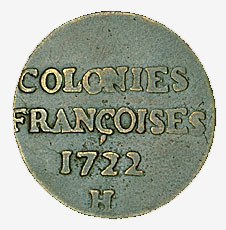 COLONIES
FRANÇOISES
1722
H